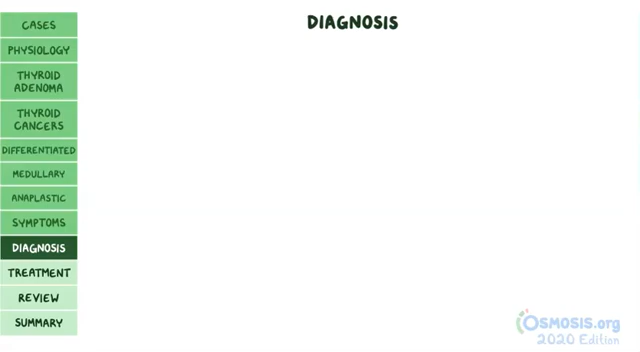 DIAGNOSIS
CASES
PHYSIOLOGY
THYROID
ADENOMA
THYROID
CANCERS
DIFFERENTIATED
MEDULLARY
ANAPLASTIC
SYMPTOMS
DIAGNOSIS
TREATMENT
REVIEW
SUMMARY
OSMOSIS.org
2020 Edition